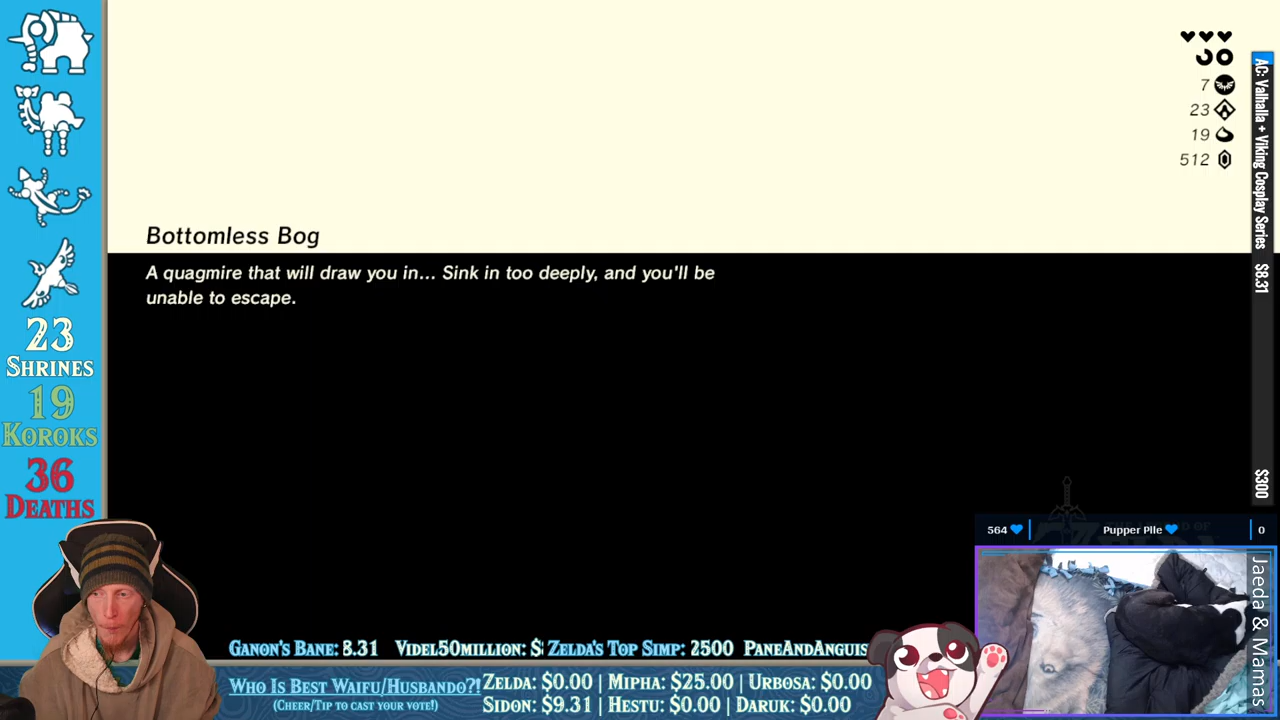 7
23
19
512
Bottomless Bog
A quagmire that will draw you in... Sink in too deeply, and you'll be
unable to escape.
23
Shrines
19
Koroks
36
Deaths
AC: Valhalla + Viking Cosplay Series $8.31 $300
564 Pupper Pile 0
Jaeda & Mamas
Ganon's Bane: 8.31 Videl50million: $ Zelda's Top Simp: 2500 PaneAndAnguis
Who Is Best Waifu/Husbando?!
(Cheer/Tip to cast your vote!)
Zelda: $0.00 | Mipha: $25.00 | Urbosa: $0.00
Sidon: $9.31 | Hestu: $0.00 | Daruk: $0.00